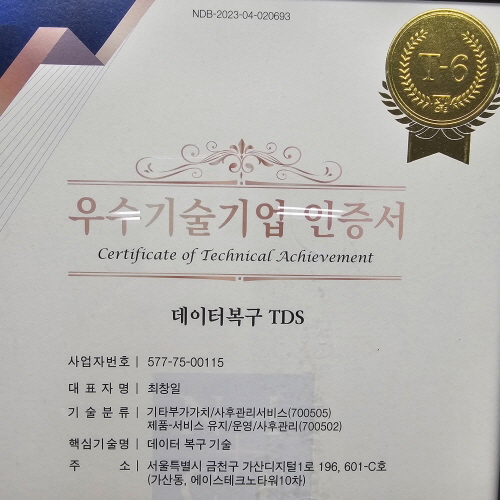 NDB-2023-04-020693
T-6
우수기술기업 인증서
Certificate of Technical Achievement
데이터복구 TDS
사업자번호 | 577-75-00115
대 표 자 명 | 최창일
기 술 분 류 | 기타부가가치/사후관리서비스(700505)
제품-서비스 유지/운영/사후관리(700502)
핵심기술명 | 데이터 복구 기술
주 소 | 서울특별시 금천구 가산디지털1로 196, 601-C호
(가산동, 에이스테크노타워10차)